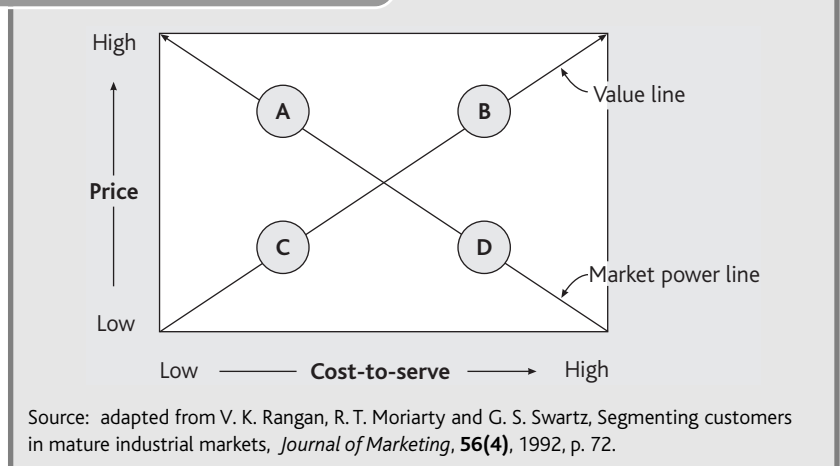 High
A
B
Value line
Price
C
D
Market power line
Low
Low
Cost-to-serve
High
Source: adapted from V. K. Rangan, R. T. Moriarty and G. S. Swartz, Segmenting customers
in mature industrial markets, Journal of Marketing, 56(4), 1992, p. 72.